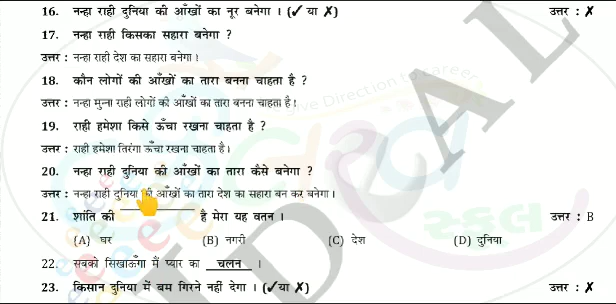 16. नन्हा राही दुनिया की आँखों का नूर बनेगा । (✓ या ✗) उत्तर : ✗
17. नन्हा राही किसका सहारा बनेगा ?
उत्तर : नन्हा राही देश का सहारा बनेगा ।
18. कौन लोगों की आँखों का तारा बनना चाहता है ?
उत्तर : नन्हा मुन्ना राही लोगों की आँखों का तारा बनना चाहता है ।
19. राही हमेशा किसे ऊँचा रखना चाहता है ?
उत्तर : राही हमेशा तिरंगा ऊँचा रखना चाहता है ।
20. नन्हा राही दुनिया की आँखों का तारा कैसे बनेगा ?
उत्तर : नन्हा राही दुनिया की आँखों का तारा देश का सहारा बन कर बनेगा ।
21. शांति की ________ है मेरा यह वतन । उत्तर : B
(A) घर (B) नगरी (C) देश (D) दुनिया
22. सबको सिखाऊँगा मैं प्यार का चलन ।
23. किसान दुनिया में बम गिरने नहीं देगा । (✓ या ✗) उत्तर : ✗
IDEAL
સ્કૂલ